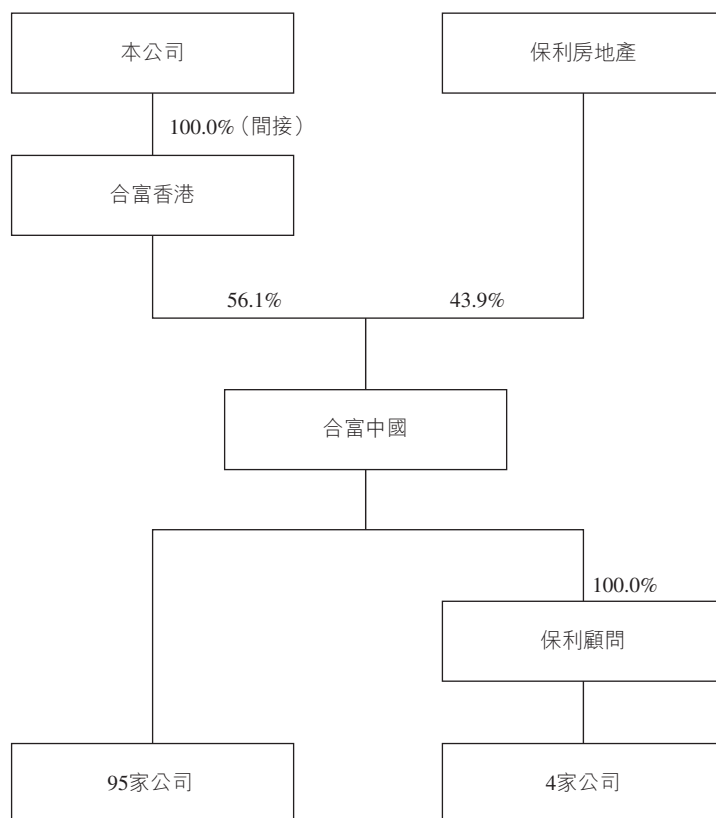 本公司
保利房地產
100.0%（間接）
合富香港
56.1%
43.9%
合富中國
100.0%
保利顧問
95家公司
4家公司